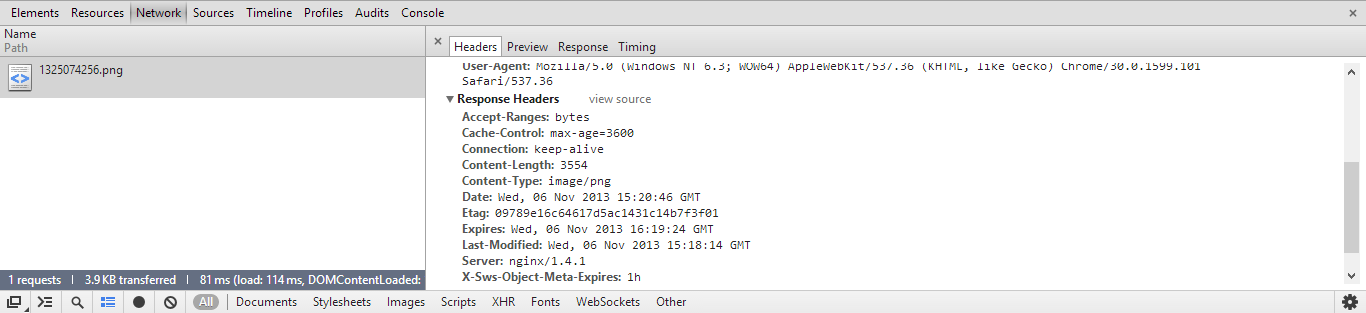 Elements Resources Network Sources Timeline Profiles Audits Console
Name
Path
Headers Preview Response Timing
1325074256.png
User-Agent: Mozilla/5.0 (Windows NT 6.3; WOW64) AppleWebKit/537.36 (KHTML, like Gecko) Chrome/30.0.1599.101
Safari/537.36
Response Headers view source
Accept-Ranges: bytes
Cache-Control: max-age=3600
Connection: keep-alive
Content-Length: 3554
Content-Type: image/png
Date: Wed, 06 Nov 2013 15:20:46 GMT
Etag: 09789e16c64617d5ac1431c14b7f3f01
Expires: Wed, 06 Nov 2013 16:19:24 GMT
Last-Modified: Wed, 06 Nov 2013 15:18:14 GMT
Server: nginx/1.4.1
X-Sws-Object-Meta-Expires: 1h
1 requests | 3.9 KB transferred | 81 ms (load: 114 ms, DOMContentLoaded:
All Documents Stylesheets Images Scripts XHR Fonts WebSockets Other